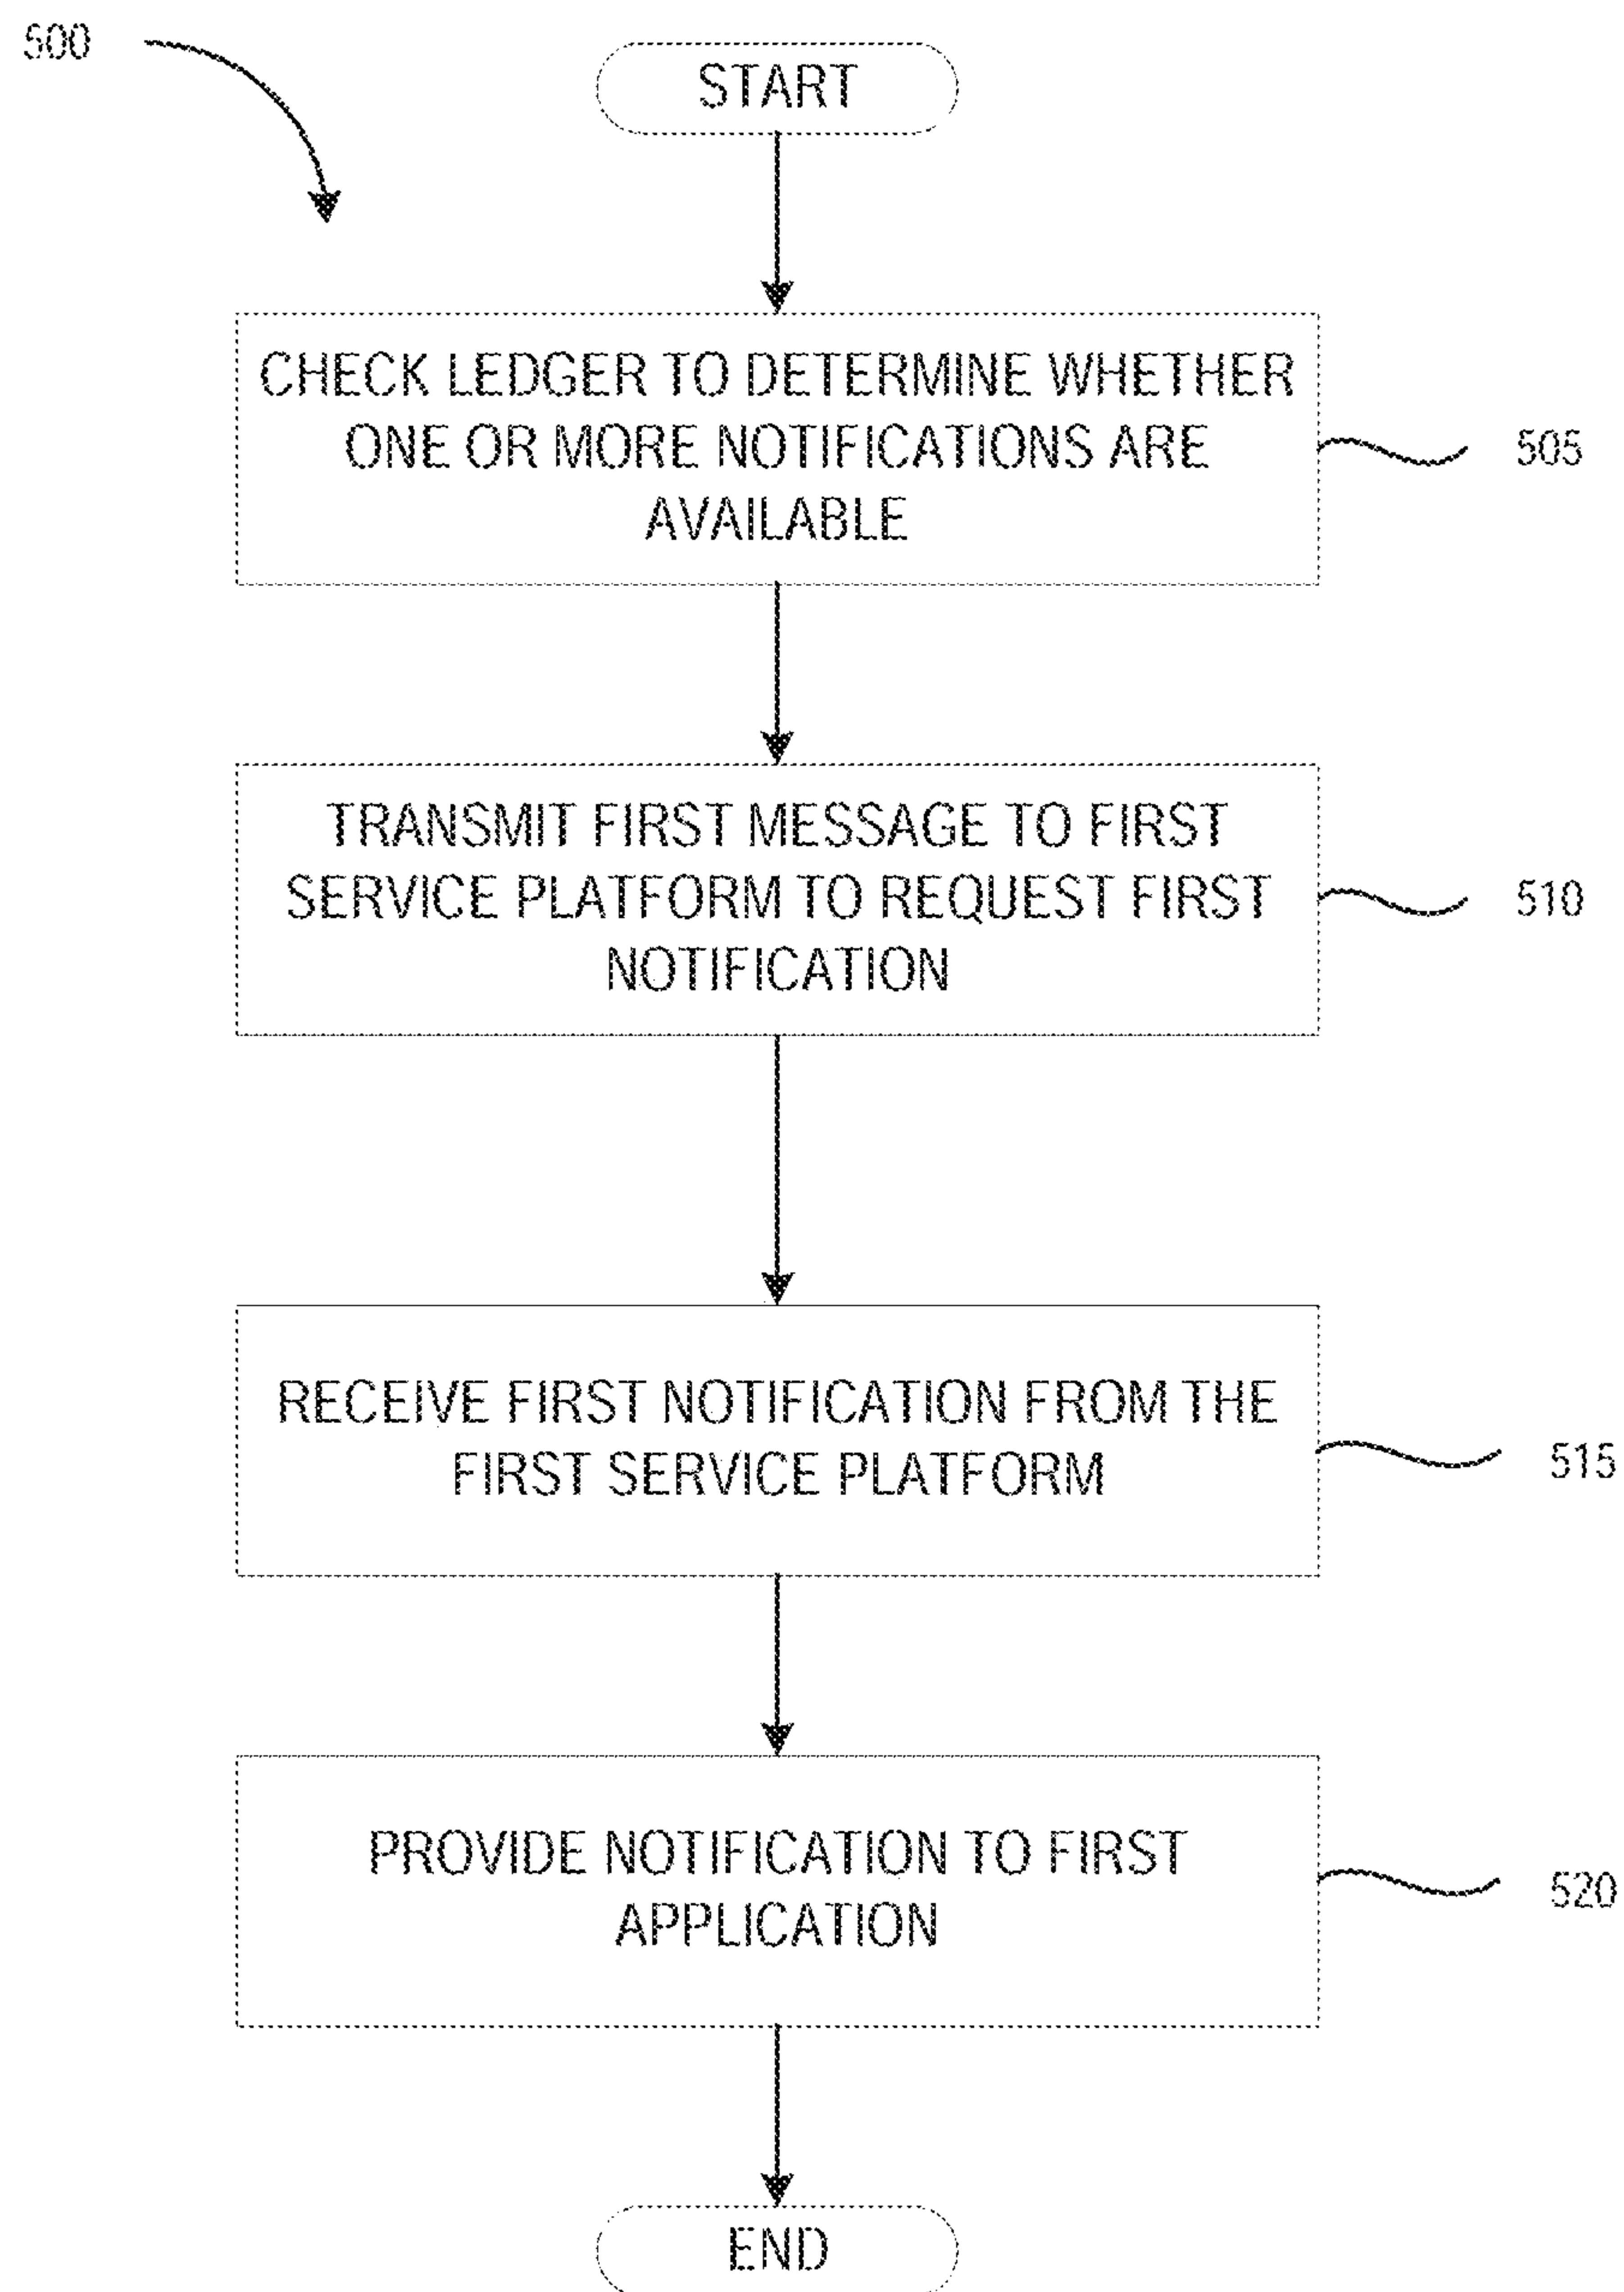 500
START
CHECK LEDGER TO DETERMINE WHETHER
ONE OR MORE NOTIFICATIONS ARE
AVAILABLE
505
TRANSMIT FIRST MESSAGE TO FIRST
SERVICE PLATFORM TO REQUEST FIRST
NOTIFICATION
510
RECEIVE FIRST NOTIFICATION FROM THE
FIRST SERVICE PLATFORM
515
PROVIDE NOTIFICATION TO FIRST
APPLICATION
520
END